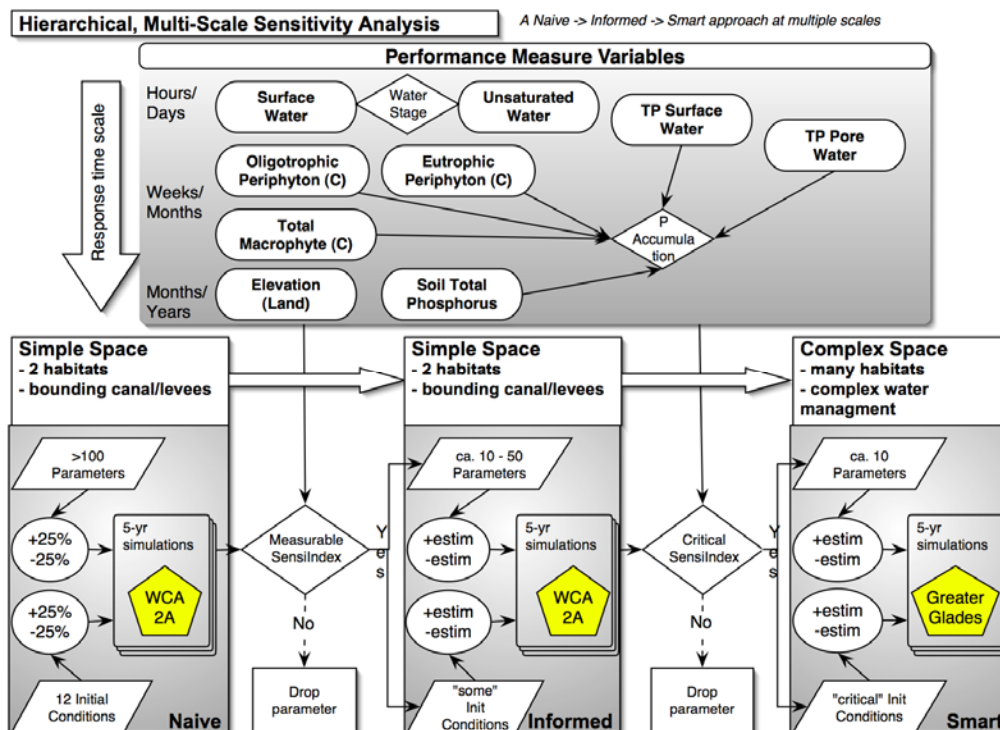 Hierarchical, Multi-Scale Sensitivity Analysis
A Naive -> Informed -> Smart approach at multiple scales
Performance Measure Variables
Response time scale
Hours/
Days
Surface
Water
Water
Stage
Unsaturated
Water
TP Surface
Water
TP Pore
Water
Weeks/
Months
Oligotrophic
Periphyton (C)
Eutrophic
Periphyton (C)
Total
Macrophyte (C)
P
Accumula
tion
Months/
Years
Elevation
(Land)
Soil Total
Phosphorus
Simple Space
- 2 habitats
- bounding canal/levees
>100
Parameters
+25%
-25%
+25%
-25%
5-yr
simulations
WCA
2A
12 Initial
Conditions
Naive
Measurable
SensiIndex
Yes
No
Drop
parameter
Simple Space
- 2 habitats
- bounding canal/levees
ca. 10 - 50
Parameters
+estim
-estim
+estim
-estim
5-yr
simulations
WCA
2A
"some"
Init
Conditions
Informed
Critical
SensiIndex
Yes
No
Drop
parameter
Complex Space
- many habitats
- complex water
managment
ca. 10
Parameters
+estim
-estim
+estim
-estim
5-yr
simulations
Greater
Glades
"critical" Init
Conditions
Smart